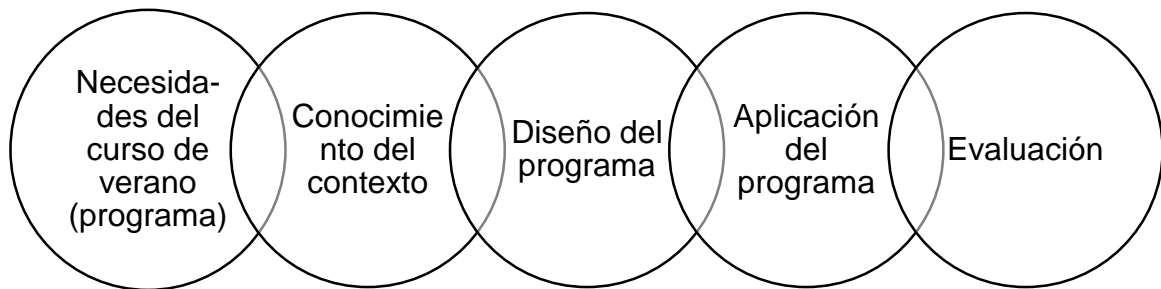 Necesida-
des del
curso de
verano
(programa)
Conocimie
nto del
contexto
Diseño del
programa
Aplicación
del
programa
Evaluación